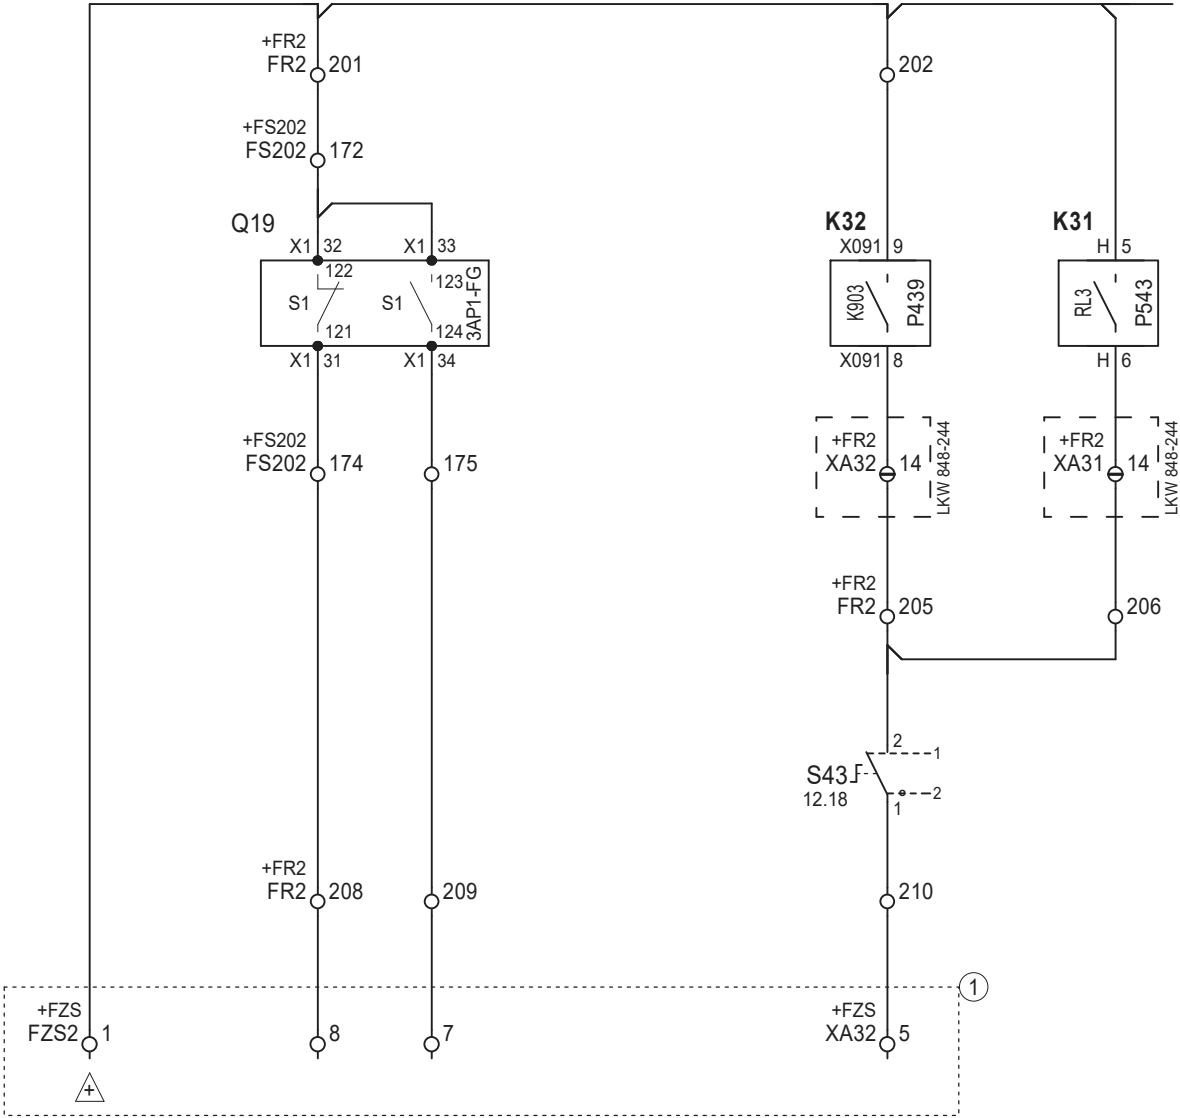 +FR2
FR2 201
202
+FS202
FS202 172
Q19
K32
K31
X1 32
X1 33
X091 9
H 5
122
123
S1
S1
3AP1-FG
K903
P439
RL3
P543
121
124
X1 31
X1 34
X091 8
H 6
+FS202
FS202 174
175
+FR2
XA32 14
LKW 848-244
+FR2
XA31 14
LKW 848-244
+FR2
FR2 205
206
2
1
S43
12.18
2
1
+FR2
FR2 208
209
210
1
+FZS
FZS2 1
8
7
+FZS
XA32 5
+